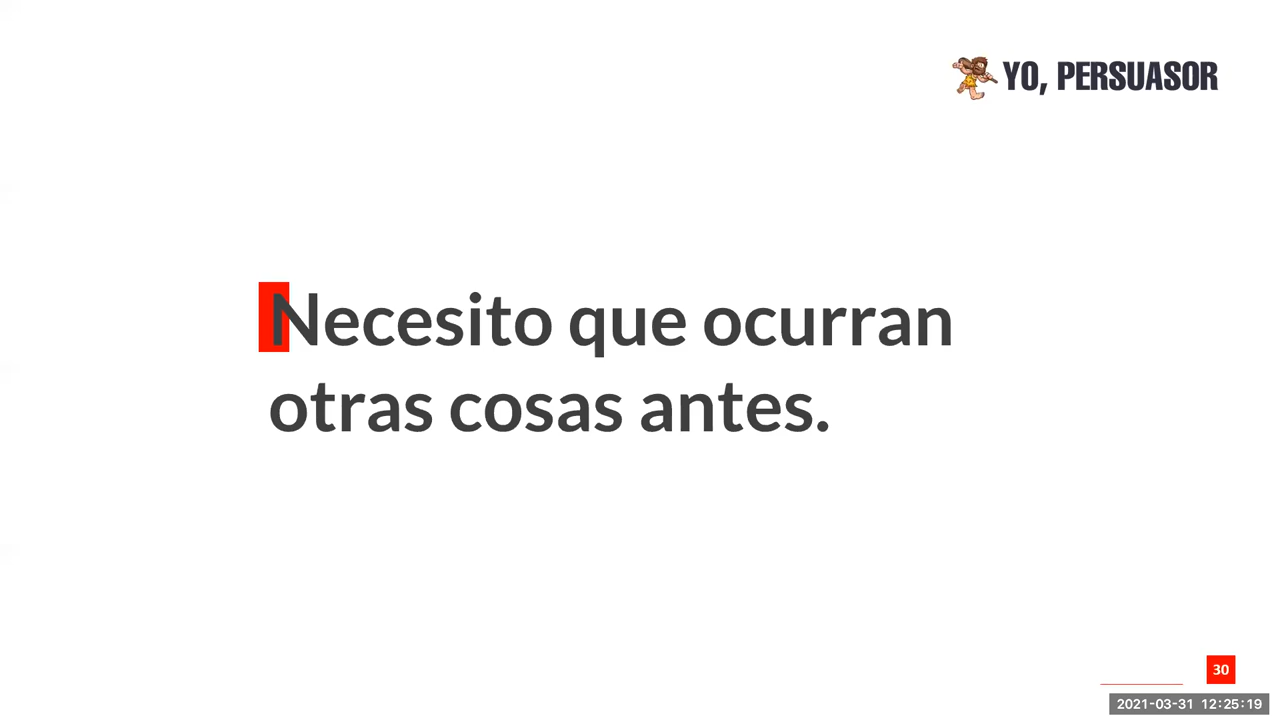 YO, PERSUASOR
Necesito que ocurran
otras cosas antes.
30
2021-03-31 12:25:19